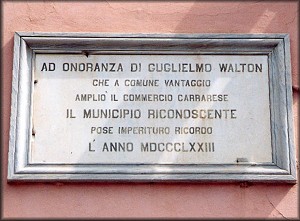 AD ONORANZA DI GUGLIELMO WALTON
CHE A COMUNE VANTAGGIO
AMPLIÒ IL COMMERCIO CARRARESE
IL MUNICIPIO RICONOSCENTE
POSE IMPERITURO RICORDO
L'ANNO MDCCCLXXIII